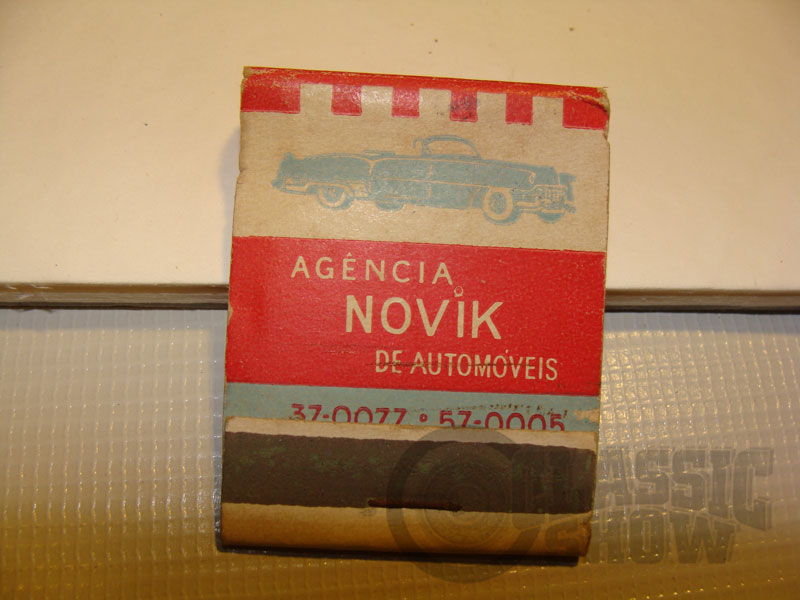 AGÊNCIA
NOVIK
DE AUTOMÓVEIS
37-0077 • 57-0005
CLASSIC
SHOW